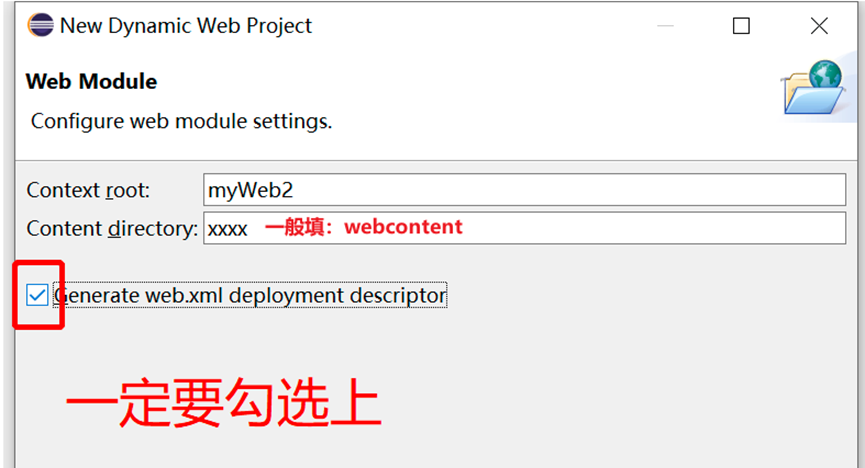 New Dynamic Web Project
Web Module
Configure web module settings.
Context root: myWeb2
Content directory: xxxx 一般填：webcontent
Generate web.xml deployment descriptor
一定要勾选上